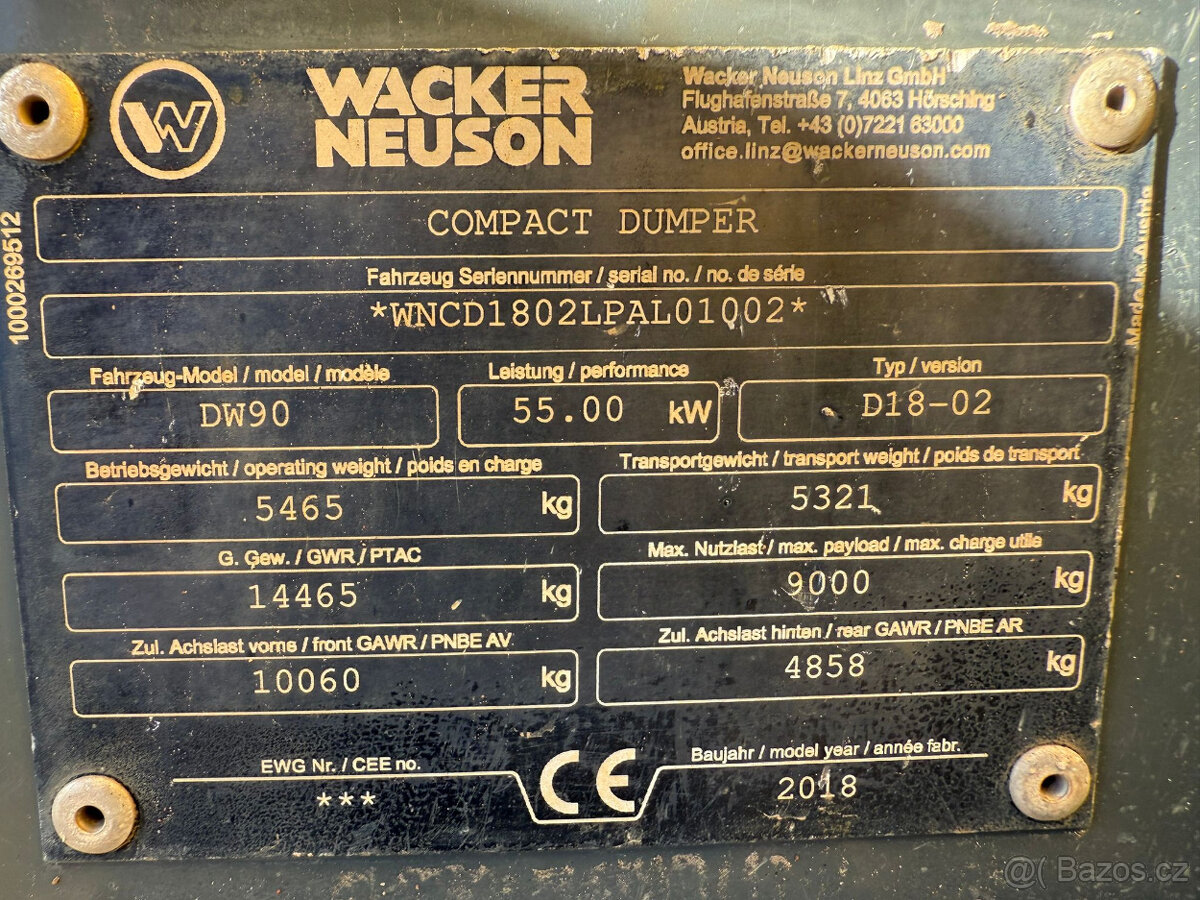 WACKER
NEUSON
Wacker Neuson Linz GmbH
Flughafenstraße 7, 4063 Hörsching
Austria, Tel. +43 (0)7221 63000
office.linz@wackerneuson.com
COMPACT DUMPER
1000269512
Made in Austria
Fahrzeug Seriennummer / serial no. / no. de série
*WNCD1802LPAL01002*
Fahrzeug-Model / model / modèle
Leistung / performance
Typ / version
DW90
55.00 kW
D18-02
Betriebsgewicht / operating weight / poids en charge
Transportgewicht / transport weight / poids de transport
5465 kg
5321 kg
G. Gew. / GWR / PTAC
Max. Nutzlast / max. payload / max. charge utile
14465 kg
9000 kg
Zul. Achslast vorne / front GAWR / PNBE AV
Zul. Achslast hinten / rear GAWR / PNBE AR
10060 kg
4858 kg
EWG Nr. / CEE no.
CE
Baujahr / model year / année fabr.
***
2018
Bazos.cz